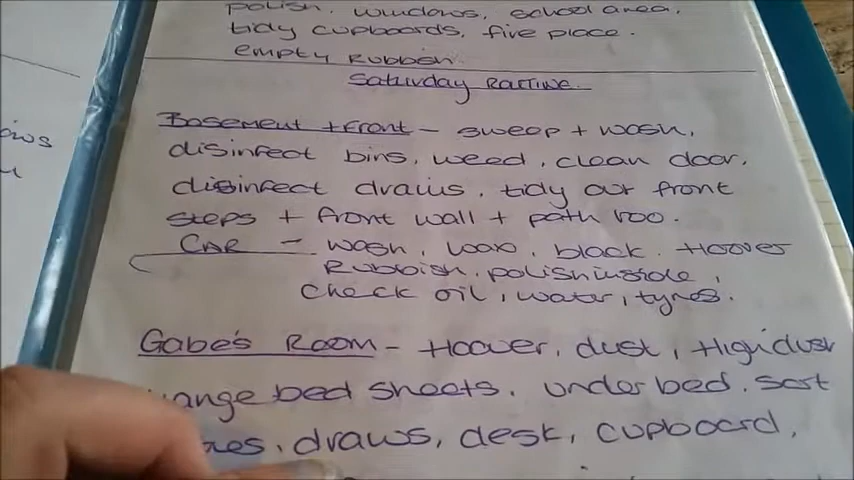 polish. windows. school area.
tidy cupboards, five place.
empty Rubbish.
Saturday Routine.
Basement + Front - sweep + wash,
disinfect bins, weed, clean door.
disinfect drains. tidy out front
steps + front wall + path too.
CAR - wash, wax, black. Hoover
Rubbish. polish inside,
check oil, water, tyres.
Gabe's Room - Hoover, dust, High dust
bed sheets. under bed. sort
draws, desk, cupboard,